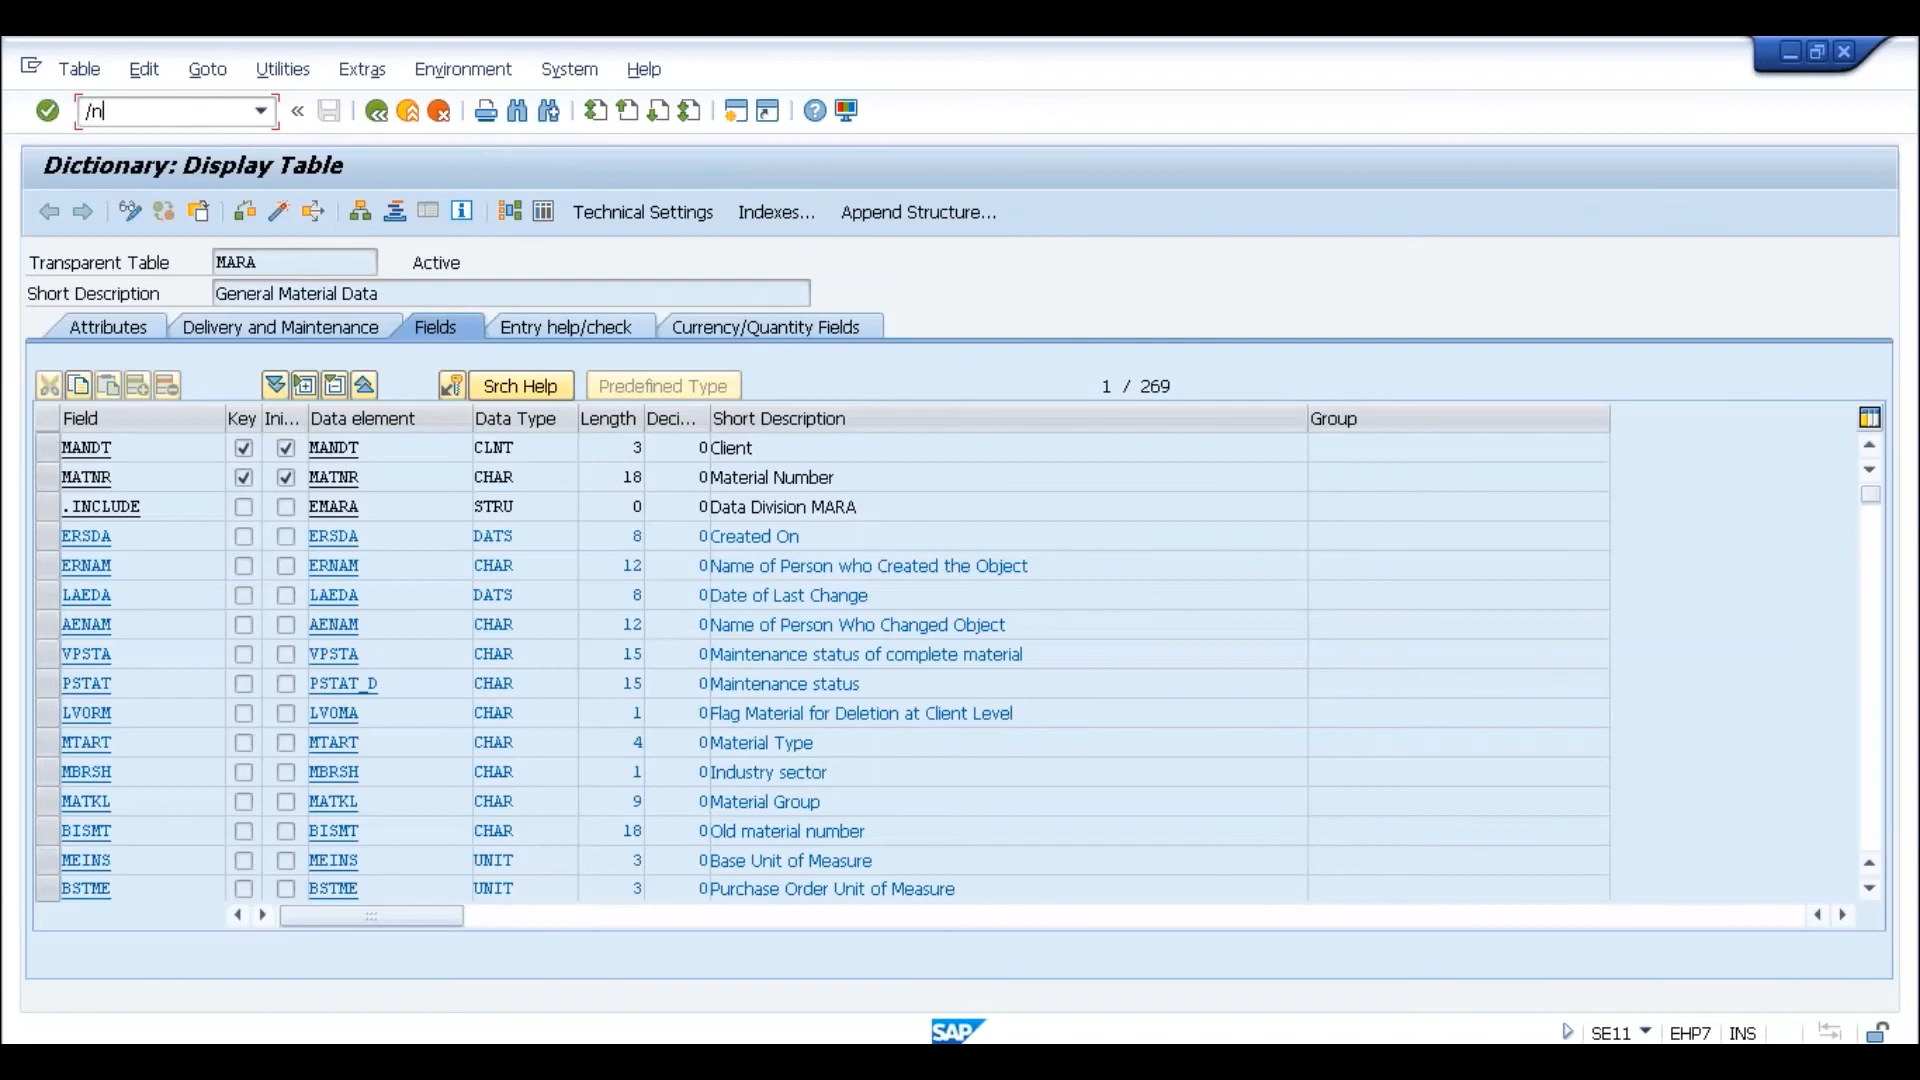 Table Edit Goto Utilities Extras Environment System Help
/n
Dictionary: Display Table
Technical Settings Indexes... Append Structure...
Transparent Table MARA Active
Short Description General Material Data
Attributes Delivery and Maintenance Fields Entry help/check Currency/Quantity Fields
Srch Help Predefined Type 1 / 269
Field Key Ini... Data element Data Type Length Deci... Short Description Group
MANDT MANDT CLNT 3 0 Client
MATNR MATNR CHAR 18 0 Material Number
.INCLUDE EMARA STRU 0 0 Data Division MARA
ERSDA ERSDA DATS 8 0 Created On
ERNAM ERNAM CHAR 12 0 Name of Person who Created the Object
LAEDA LAEDA DATS 8 0 Date of Last Change
AENAM AENAM CHAR 12 0 Name of Person Who Changed Object
VPSTA VPSTA CHAR 15 0 Maintenance status of complete material
PSTAT PSTAT_D CHAR 15 0 Maintenance status
LVORM LVOMA CHAR 1 0 Flag Material for Deletion at Client Level
MTART MTART CHAR 4 0 Material Type
MBRSH MBRSH CHAR 1 0 Industry sector
MATKL MATKL CHAR 9 0 Material Group
BISMT BISMT CHAR 18 0 Old material number
MEINS MEINS UNIT 3 0 Base Unit of Measure
BSTME BSTME UNIT 3 0 Purchase Order Unit of Measure
SAP SE11 EHP7 INS